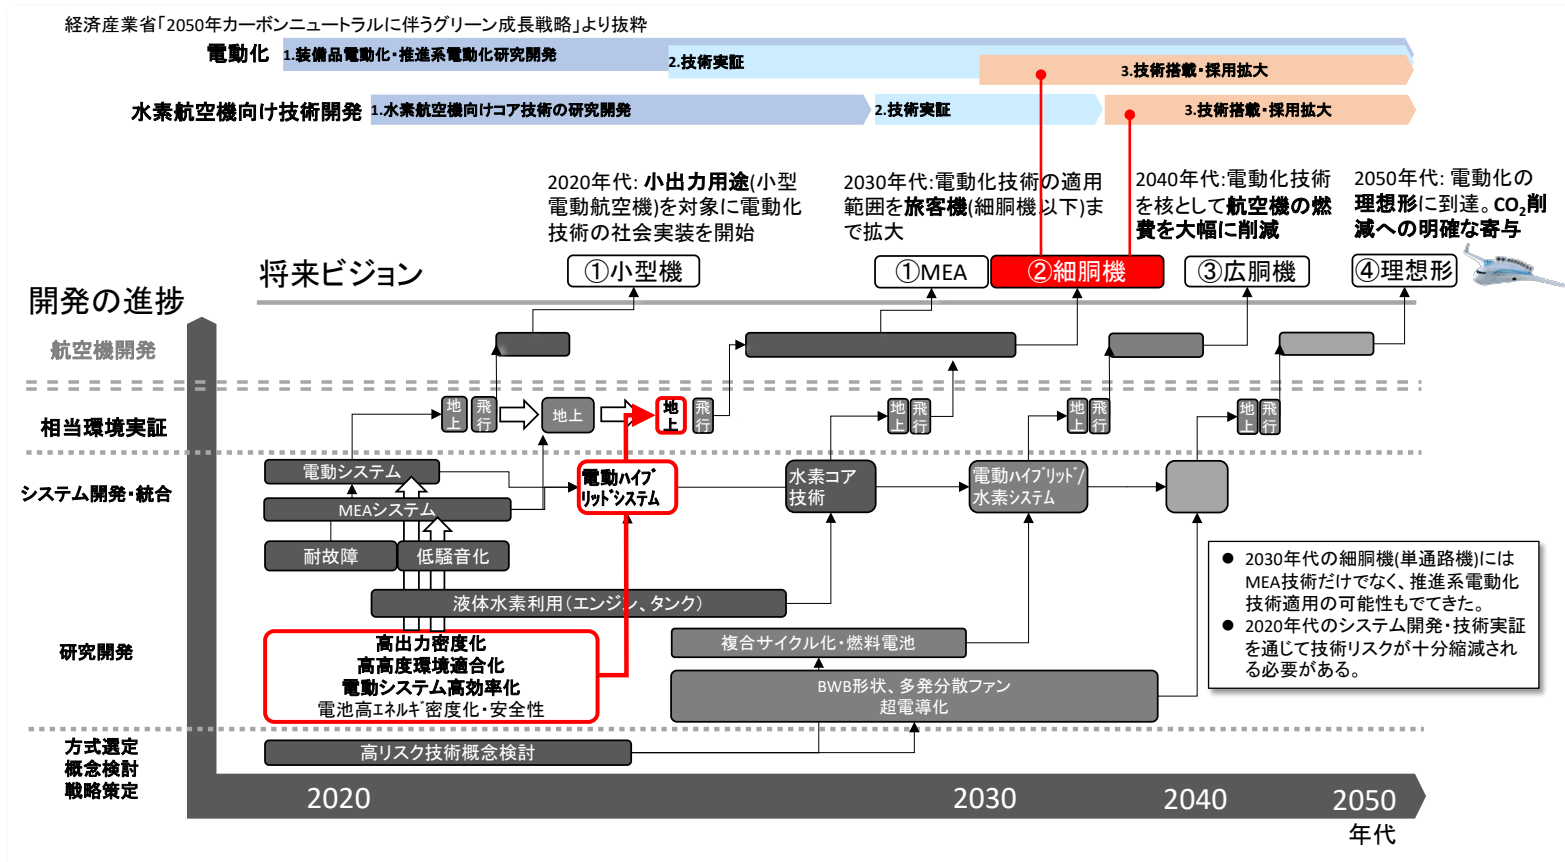 経済産業省「2050年カーボンニュートラルに伴うグリーン成長戦略」より抜粋
電動化
1.装備品電動化・推進系電動化研究開発
2.技術実証
3.技術搭載・採用拡大
水素航空機向け技術開発
1.水素航空機向けコア技術の研究開発
2.技術実証
3.技術搭載・採用拡大
2020年代: 小出力用途(小型
電動航空機)を対象に電動化
技術の社会実装を開始
2030年代:電動化技術の適用
範囲を旅客機(細胴機以下)ま
で拡大
2040年代:電動化技術
を核として航空機の燃
費を大幅に削減
2050年代: 電動化の
理想形に到達。CO2削
減への明確な寄与
将来ビジョン
①小型機
①MEA
②細胴機
③広胴機
④理想形
開発の進捗
航空機開発
相当環境実証
地上
飛行
地上
地上
飛行
地上
飛行
地上
飛行
地上
飛行
システム開発・統合
電動システム
MEAシステム
耐故障
低騒音化
電動ハイブ
リッドシステム
水素コア
技術
電動ハイブリッド/
水素システム
研究開発
液体水素利用(エンジン、タンク)
高出力密度化
高高度環境適合化
電動システム高効率化
電池高エネルギ密度化・安全性
複合サイクル化・燃料電池
BWB形状、多発分散ファン
超電導化
● 2030年代の細胴機(単通路機)には
MEA技術だけでなく、推進系電動化
技術適用の可能性もでてきた。
● 2020年代のシステム開発・技術実証
を通じて技術リスクが十分縮減され
る必要がある。
方式選定
概念検討
戦略策定
高リスク技術概念検討
2020
2030
2040
2050
年代